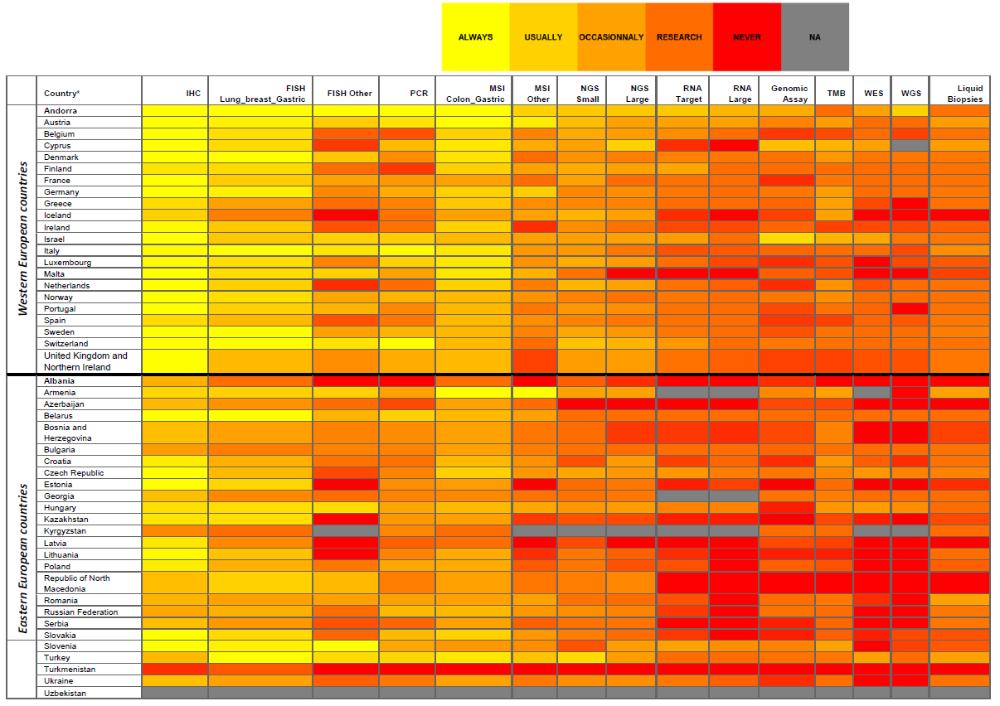 ALWAYS USUALLY OCCASIONNALY RESEARCH NEVER NA
Country* IHC FISH Lung_breast_Gastric FISH Other PCR MSI Colon_Gastric MSI Other NGS Small NGS Large RNA Target RNA Large Genomic Assay TMB WES WGS Liquid Biopsies
Western European countries
Andorra
Austria
Belgium
Cyprus
Denmark
Finland
France
Germany
Greece
Iceland
Ireland
Israel
Italy
Luxembourg
Malta
Netherlands
Norway
Portugal
Spain
Sweden
Switzerland
United Kingdom and
Northern Ireland
Eastern European countries
Albania
Armenia
Azerbaijan
Belarus
Bosnia and
Herzegovina
Bulgaria
Croatia
Czech Republic
Estonia
Georgia
Hungary
Kazakhstan
Kyrgyzstan
Latvia
Lithuania
Poland
Republic of North
Macedonia
Romania
Russian Federation
Serbia
Slovakia
Slovenia
Turkey
Turkmenistan
Ukraine
Uzbekistan